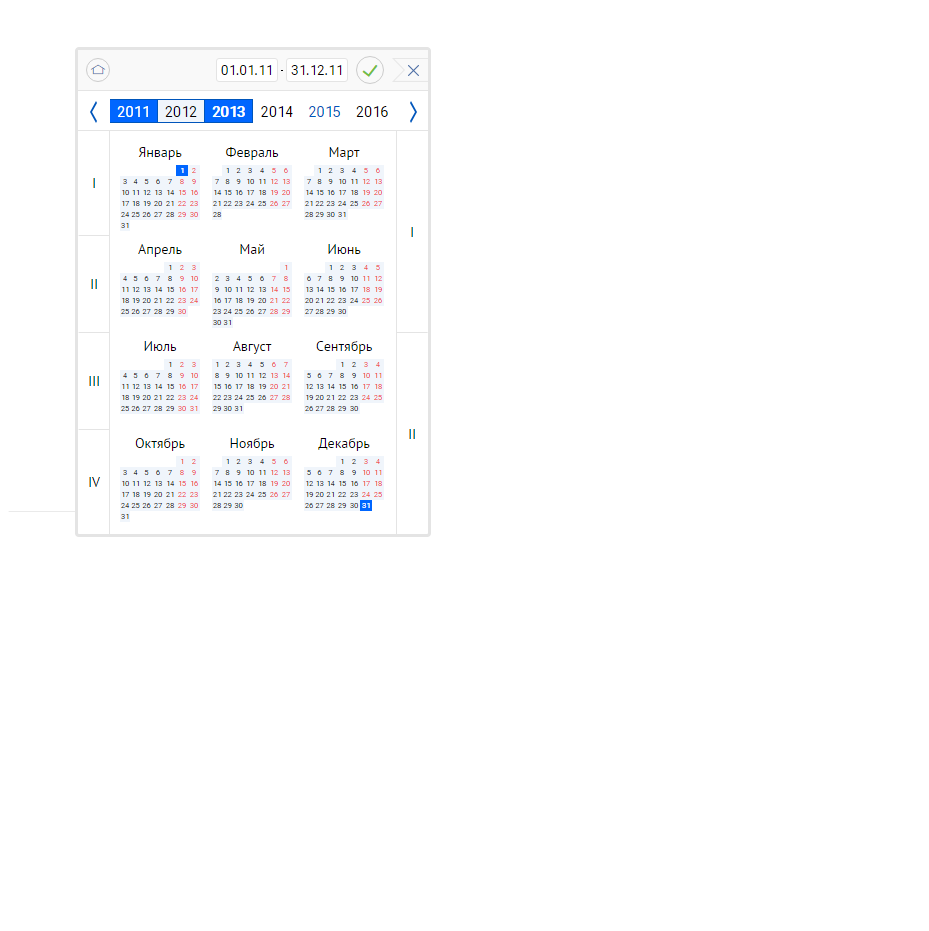 01.01.11 - 31.12.11
2011 2012 2013 2014 2015 2016
Январь Февраль Март
1 2 1 2 3 4 5 6 1 2 3 4 5 6
3 4 5 6 7 8 9 7 8 9 10 11 12 13 7 8 9 10 11 12 13
I
10 11 12 13 14 15 16 14 15 16 17 18 19 20 14 15 16 17 18 19 20
17 18 19 20 21 22 23 21 22 23 24 25 26 27 21 22 23 24 25 26 27
24 25 26 27 28 29 30 28 28 29 30 31
31
I
Апрель Май Июнь
1 2 3 1 1 2 3 4 5
4 5 6 7 8 9 10 2 3 4 5 6 7 8 6 7 8 9 10 11 12
II
11 12 13 14 15 16 17 9 10 11 12 13 14 15 13 14 15 16 17 18 19
18 19 20 21 22 23 24 16 17 18 19 20 21 22 20 21 22 23 24 25 26
25 26 27 28 29 30 23 24 25 26 27 28 29 27 28 29 30
30 31
Июль Август Сентябрь
1 2 3 1 2 3 4 5 6 7 1 2 3 4
4 5 6 7 8 9 10 8 9 10 11 12 13 14 5 6 7 8 9 10 11
III
11 12 13 14 15 16 17 15 16 17 18 19 20 21 12 13 14 15 16 17 18
18 19 20 21 22 23 24 22 23 24 25 26 27 28 19 20 21 22 23 24 25
25 26 27 28 29 30 31 29 30 31 26 27 28 29 30
II
Октябрь Ноябрь Декабрь
1 2 1 2 3 4 5 6 1 2 3 4
3 4 5 6 7 8 9 7 8 9 10 11 12 13 5 6 7 8 9 10 11
IV
10 11 12 13 14 15 16 14 15 16 17 18 19 20 12 13 14 15 16 17 18
17 18 19 20 21 22 23 21 22 23 24 25 26 27 19 20 21 22 23 24 25
24 25 26 27 28 29 30 28 29 30 26 27 28 29 30 31
31